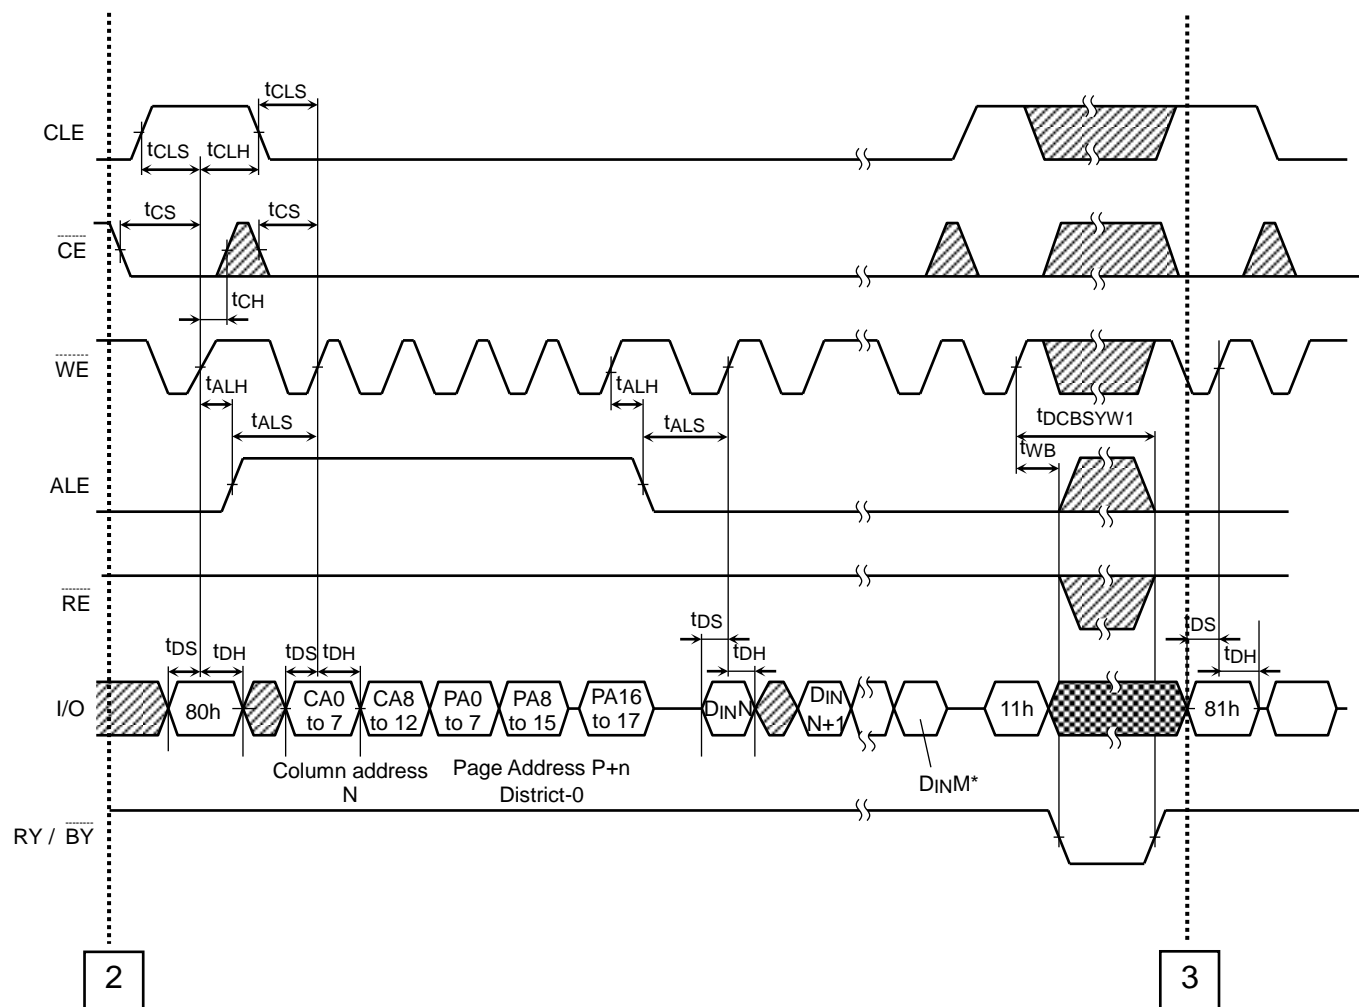 tCLS
CLE
tCLS
tCLH
tCS
tCS
CE
tCH
WE
tALH
tALH
tALS
tALS
tDCBSYW1
tWB
ALE
RE
tDS
tDH
tDS
tDH
tDS
tDH
tDS
tDH
I/O
80h
CA0
to 7
CA8
to 12
PA0
to 7
PA8
to 15
PA16
to 17
DINN
DIN
N+1
11h
81h
Column address
N
Page Address P+n
District-0
DINM*
RY / BY
2
3